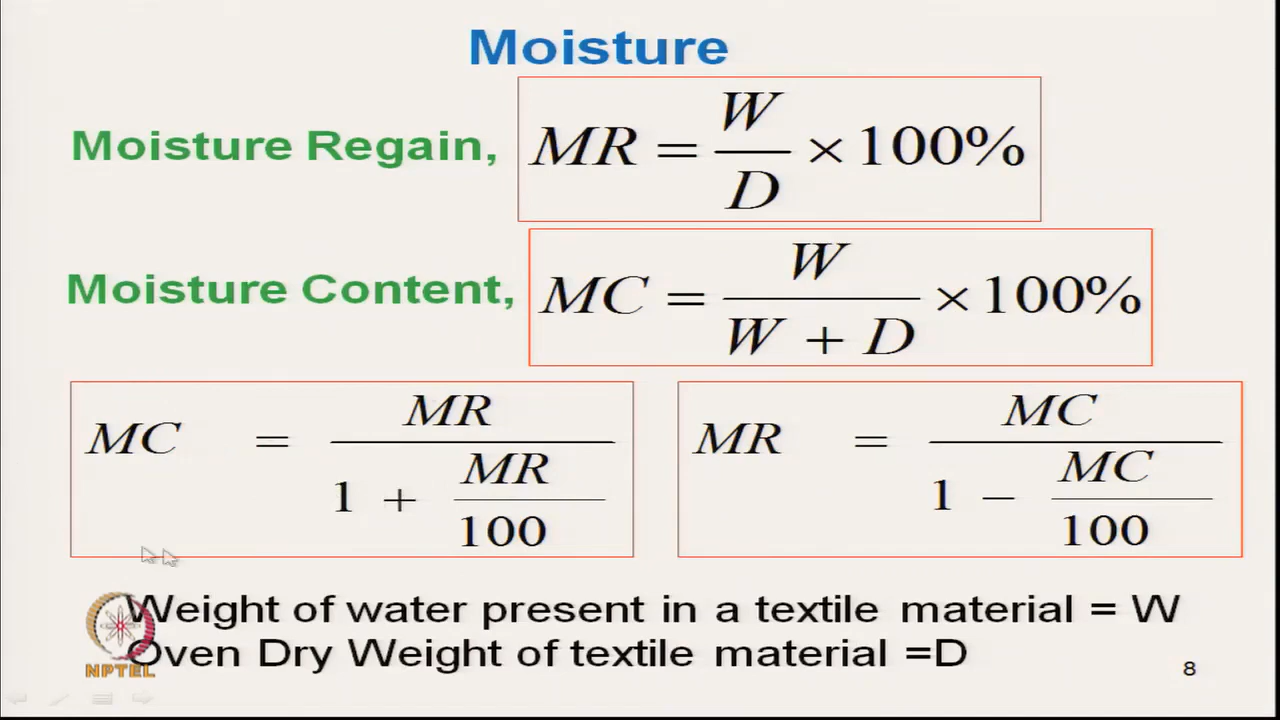 Moisture
Moisture Regain, MR = W/D × 100%
Moisture Content, MC = W/(W + D) × 100%
MC = MR/(1 + MR/100)
MR = MC/(1 − MC/100)
Weight of water present in a textile material = W
Oven Dry Weight of textile material =D
NPTEL
8